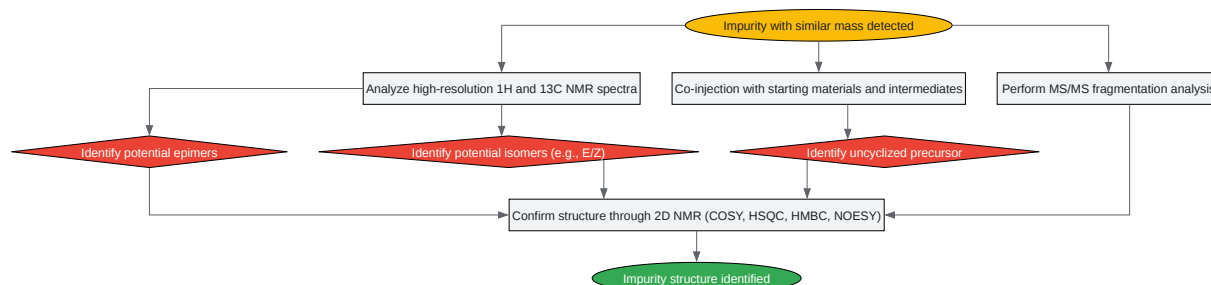 Impurity with similar mass detected
Analyze high-resolution 1H and 13C NMR spectra
Co-injection with starting materials and intermediates
Perform MS/MS fragmentation analysis
Identify potential epimers
Identify potential isomers (e.g., E/Z)
Identify uncyclized precursor
Confirm structure through 2D NMR (COSY, HSQC, HMBC, NOESY)
Impurity structure identified